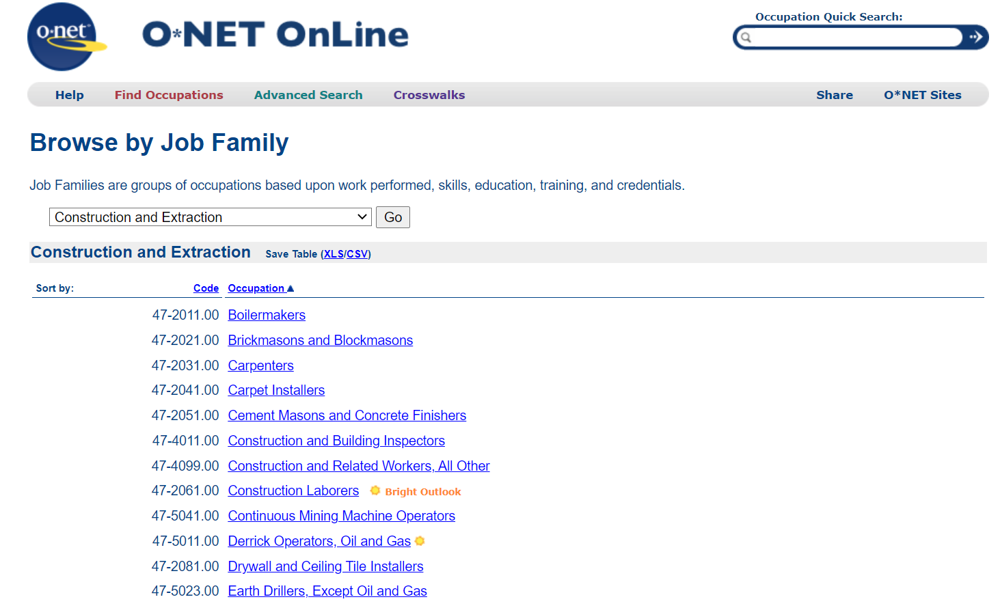 o·net
O*NET OnLine
Occupation Quick Search:
Help Find Occupations Advanced Search Crosswalks Share O*NET Sites
Browse by Job Family
Job Families are groups of occupations based upon work performed, skills, education, training, and credentials.
Construction and Extraction Go
Construction and Extraction Save Table (XLS/CSV)
Sort by: Code Occupation
47-2011.00 Boilermakers
47-2021.00 Brickmasons and Blockmasons
47-2031.00 Carpenters
47-2041.00 Carpet Installers
47-2051.00 Cement Masons and Concrete Finishers
47-4011.00 Construction and Building Inspectors
47-4099.00 Construction and Related Workers, All Other
47-2061.00 Construction Laborers Bright Outlook
47-5041.00 Continuous Mining Machine Operators
47-5011.00 Derrick Operators, Oil and Gas
47-2081.00 Drywall and Ceiling Tile Installers
47-5023.00 Earth Drillers, Except Oil and Gas